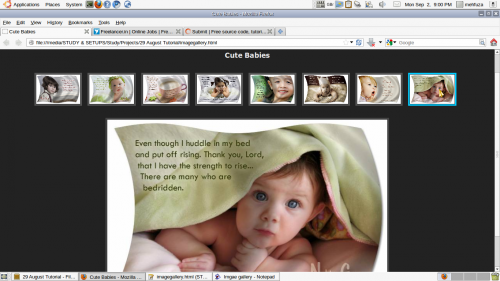 Applications Places System
Mon Sep 2, 9:00 PM mehfuza
Cute Babies - Mozilla Firefox
File Edit View History Bookmarks Tools Help
Cute Babies
Freelancer.in | Online Jobs | Fre...
Submit | Free source code, tutori...
file:///media/STUDY & SETUPS/Study/Projects/29 August Tutorial/imagegallery.html
Google
Cute Babies
Even though I huddle in my bed
and put off rising. Thank you, Lord,
that I have the strength to rise...
There are many who are
bedridden.
29 August Tutorial - Fil...
Cute Babies - Mozilla ...
imagegallery.html (ST...
Imgae gallery - Notepad